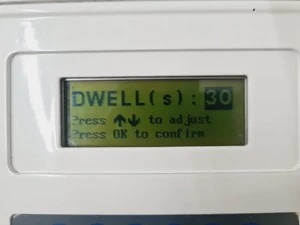 DWELL(s):30
Press ↑↓ to adjust
Press OK to confirm